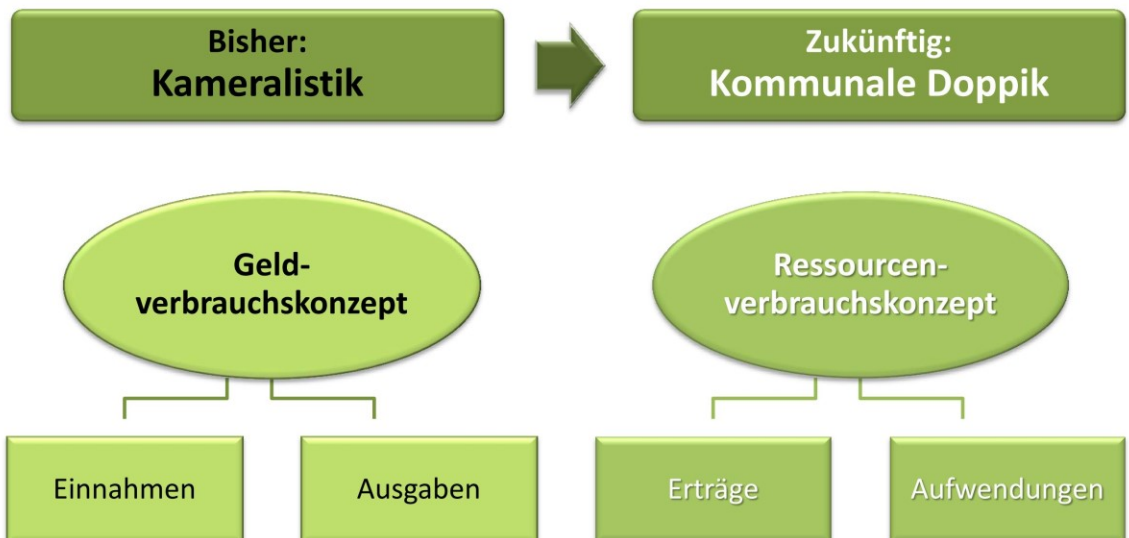 Bisher:
Kameralistik
Zukünftig:
Kommunale Doppik
Geld-
verbrauchskonzept
Ressourcen-
verbrauchskonzept
Einnahmen
Ausgaben
Erträge
Aufwendungen